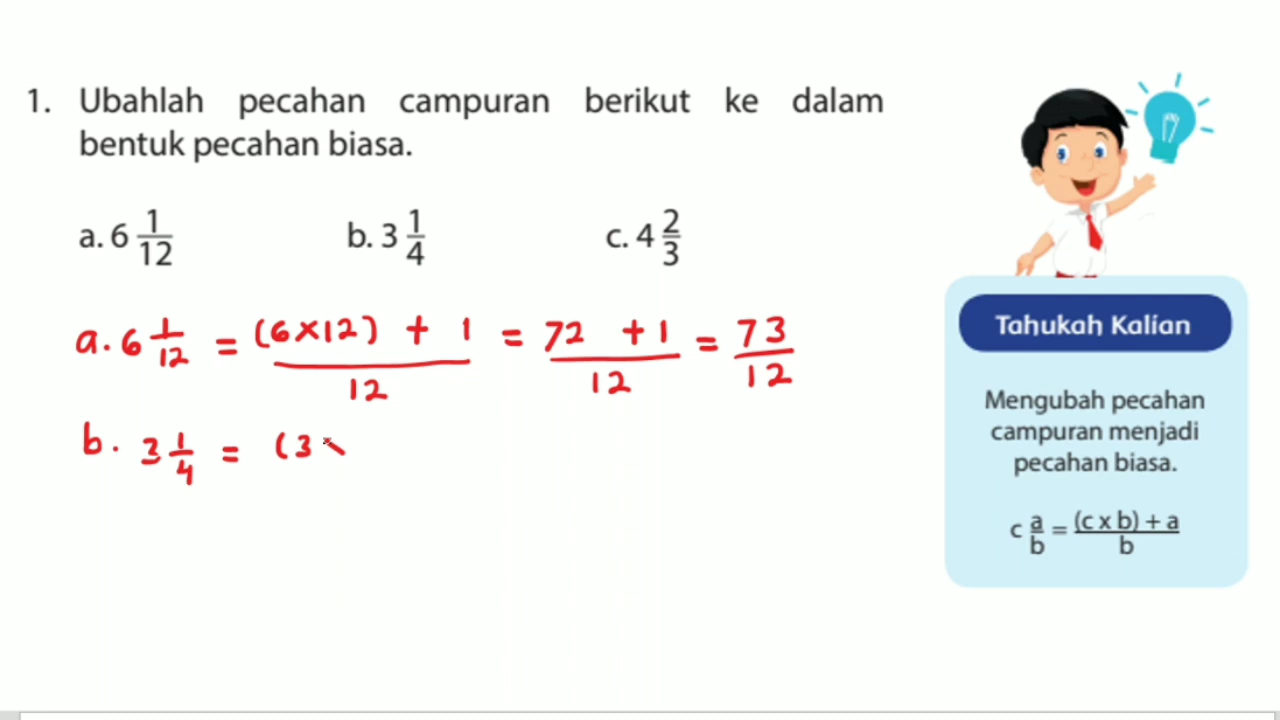 1. Ubahlah pecahan campuran berikut ke dalam
bentuk pecahan biasa.
a. 6 1/12 b. 3 1/4 c. 4 2/3
a. 6 1/12 = (6×12) + 1 / 12 = 72 + 1 / 12 = 73/12
b. 3 1/4 = (3
Tahukah Kalian
Mengubah pecahan
campuran menjadi
pecahan biasa.
c a/b = (c x b) + a / b